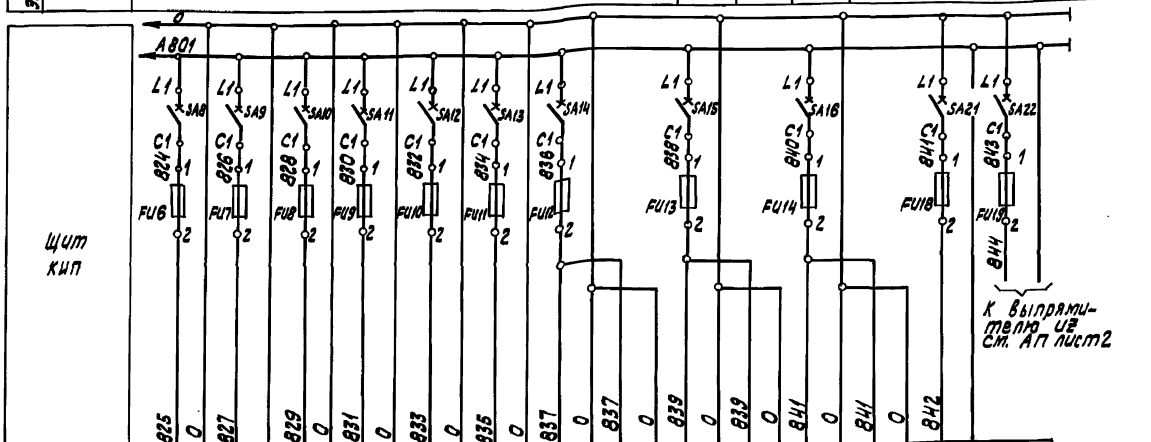 0
А801
L1 L1 L1 L1 L1 L1 L1 L1 L1 L1 L1
SA8 SA9 SA10 SA11 SA12 SA13 SA14 SA15 SA16 SA21 SA22
C1 C1 C1 C1 C1 C1 C1 C1 C1 C1 C1
824 826 828 830 832 834 836 838 840 841 843
1 1 1 1 1 1 1 1 1 1 1
FU6 FU7 FU8 FU9 FU10 FU11 FU12 FU13 FU14 FU18 FU19
2 2 2 2 2 2 2 2 2 2 2
844
Щит
КИП
К выпрями-
телю UZ
см. АП лист2
825 0 827 0 829 0 831 0 833 0 835 0 837 0 837 0 839 0 839 0 841 0 841 0 842